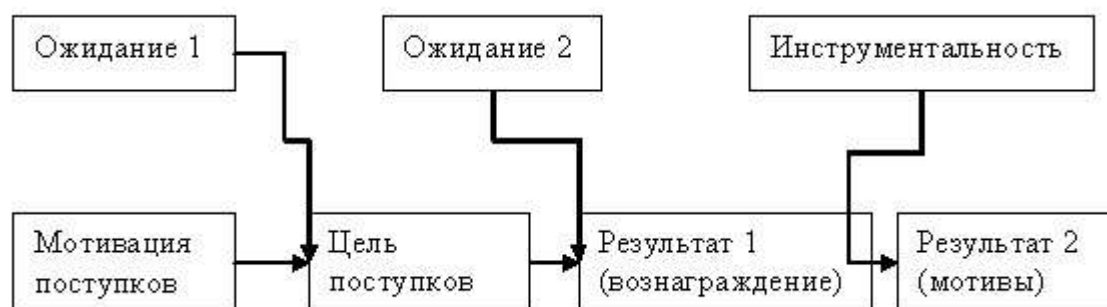 Ожидание 1
Ожидание 2
Инструментальность
Мотивация
поступков
Цель
поступков
Результат 1
(вознаграждение)
Результат 2
(мотивы)